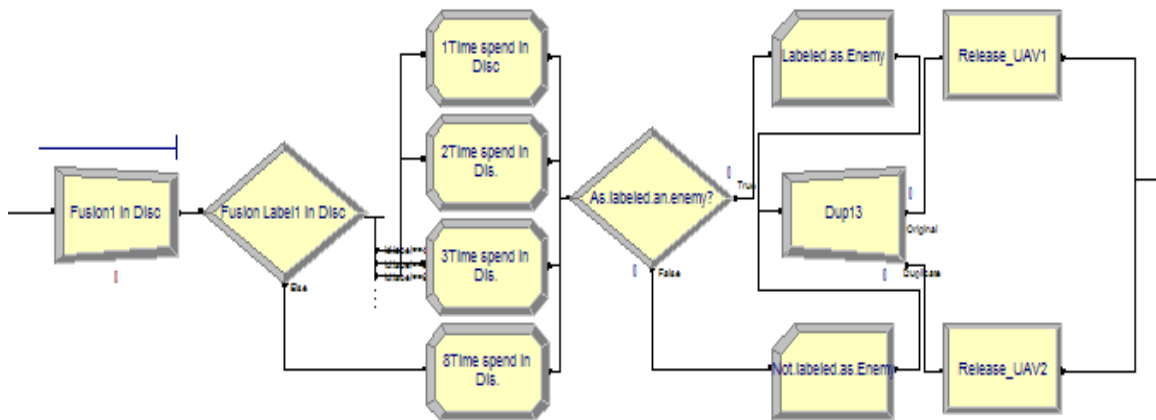 Fusion1 in Disc
Fusion Label1 in Disc
Else
1Time spend in
Disc
2Time spend in
Dis.
3Time spend in
Dis.
8Time spend in
Dis.
As.labeled.an.enemy?
True
False
Labeled.as.Enemy
Not.labeled.as.Enemy
Dup13
Original
Duplicate
Release_UAV1
Release_UAV2